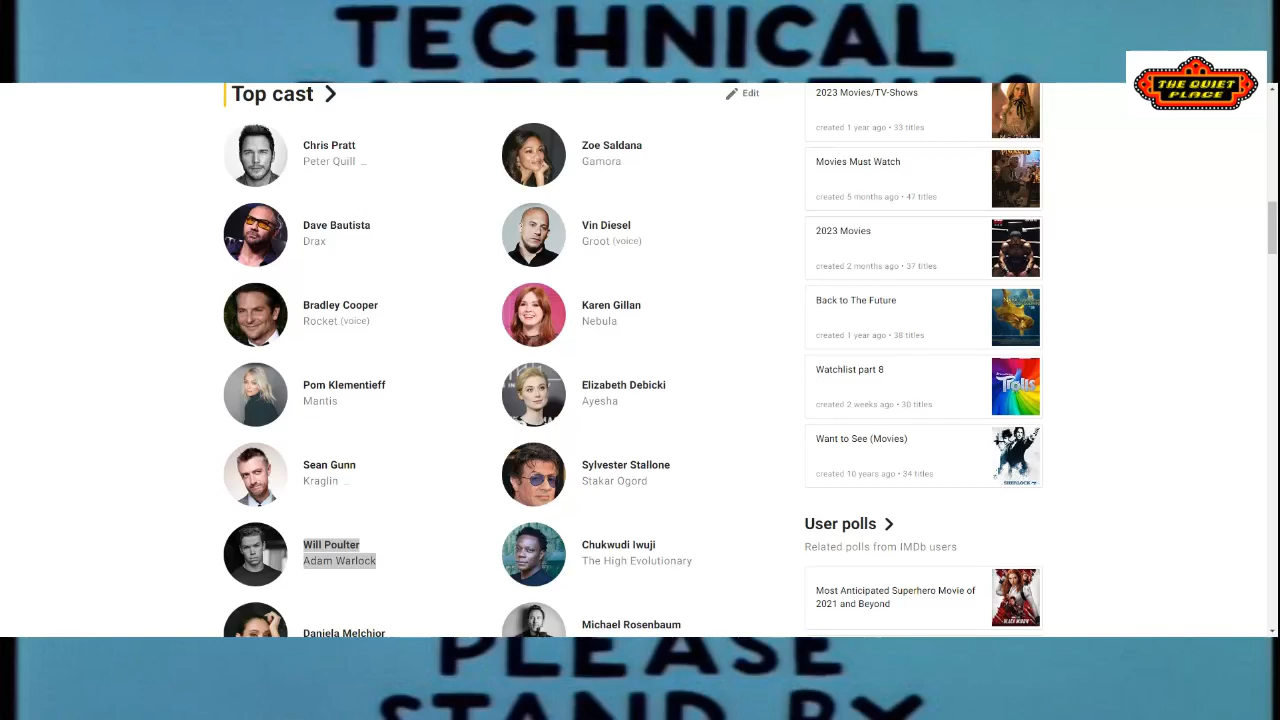 TECHNICAL
THE QUIET
PLACE
Top cast
Edit
Chris Pratt
Peter Quill ...
Zoe Saldana
Gamora
Dave Bautista
Drax
Vin Diesel
Groot (voice)
Bradley Cooper
Rocket (voice)
Karen Gillan
Nebula
Pom Klementieff
Mantis
Elizabeth Debicki
Ayesha
Sean Gunn
Kraglin ...
Sylvester Stallone
Stakar Ogord
Will Poulter
Adam Warlock
Chukwudi Iwuji
The High Evolutionary
Daniela Melchior
Michael Rosenbaum
2023 Movies/TV-Shows
created 1 year ago • 33 titles
Movies Must Watch
created 5 months ago • 47 titles
2023 Movies
created 2 months ago • 37 titles
Back to The Future
created 1 year ago • 38 titles
Watchlist part 8
created 2 weeks ago • 30 titles
Trolls
Want to See (Movies)
created 10 years ago • 34 titles
SHERLOCK
User polls
Related polls from IMDb users
Most Anticipated Superhero Movie of
2021 and Beyond
BLACK WIDOW
PLEASE
STAND BY